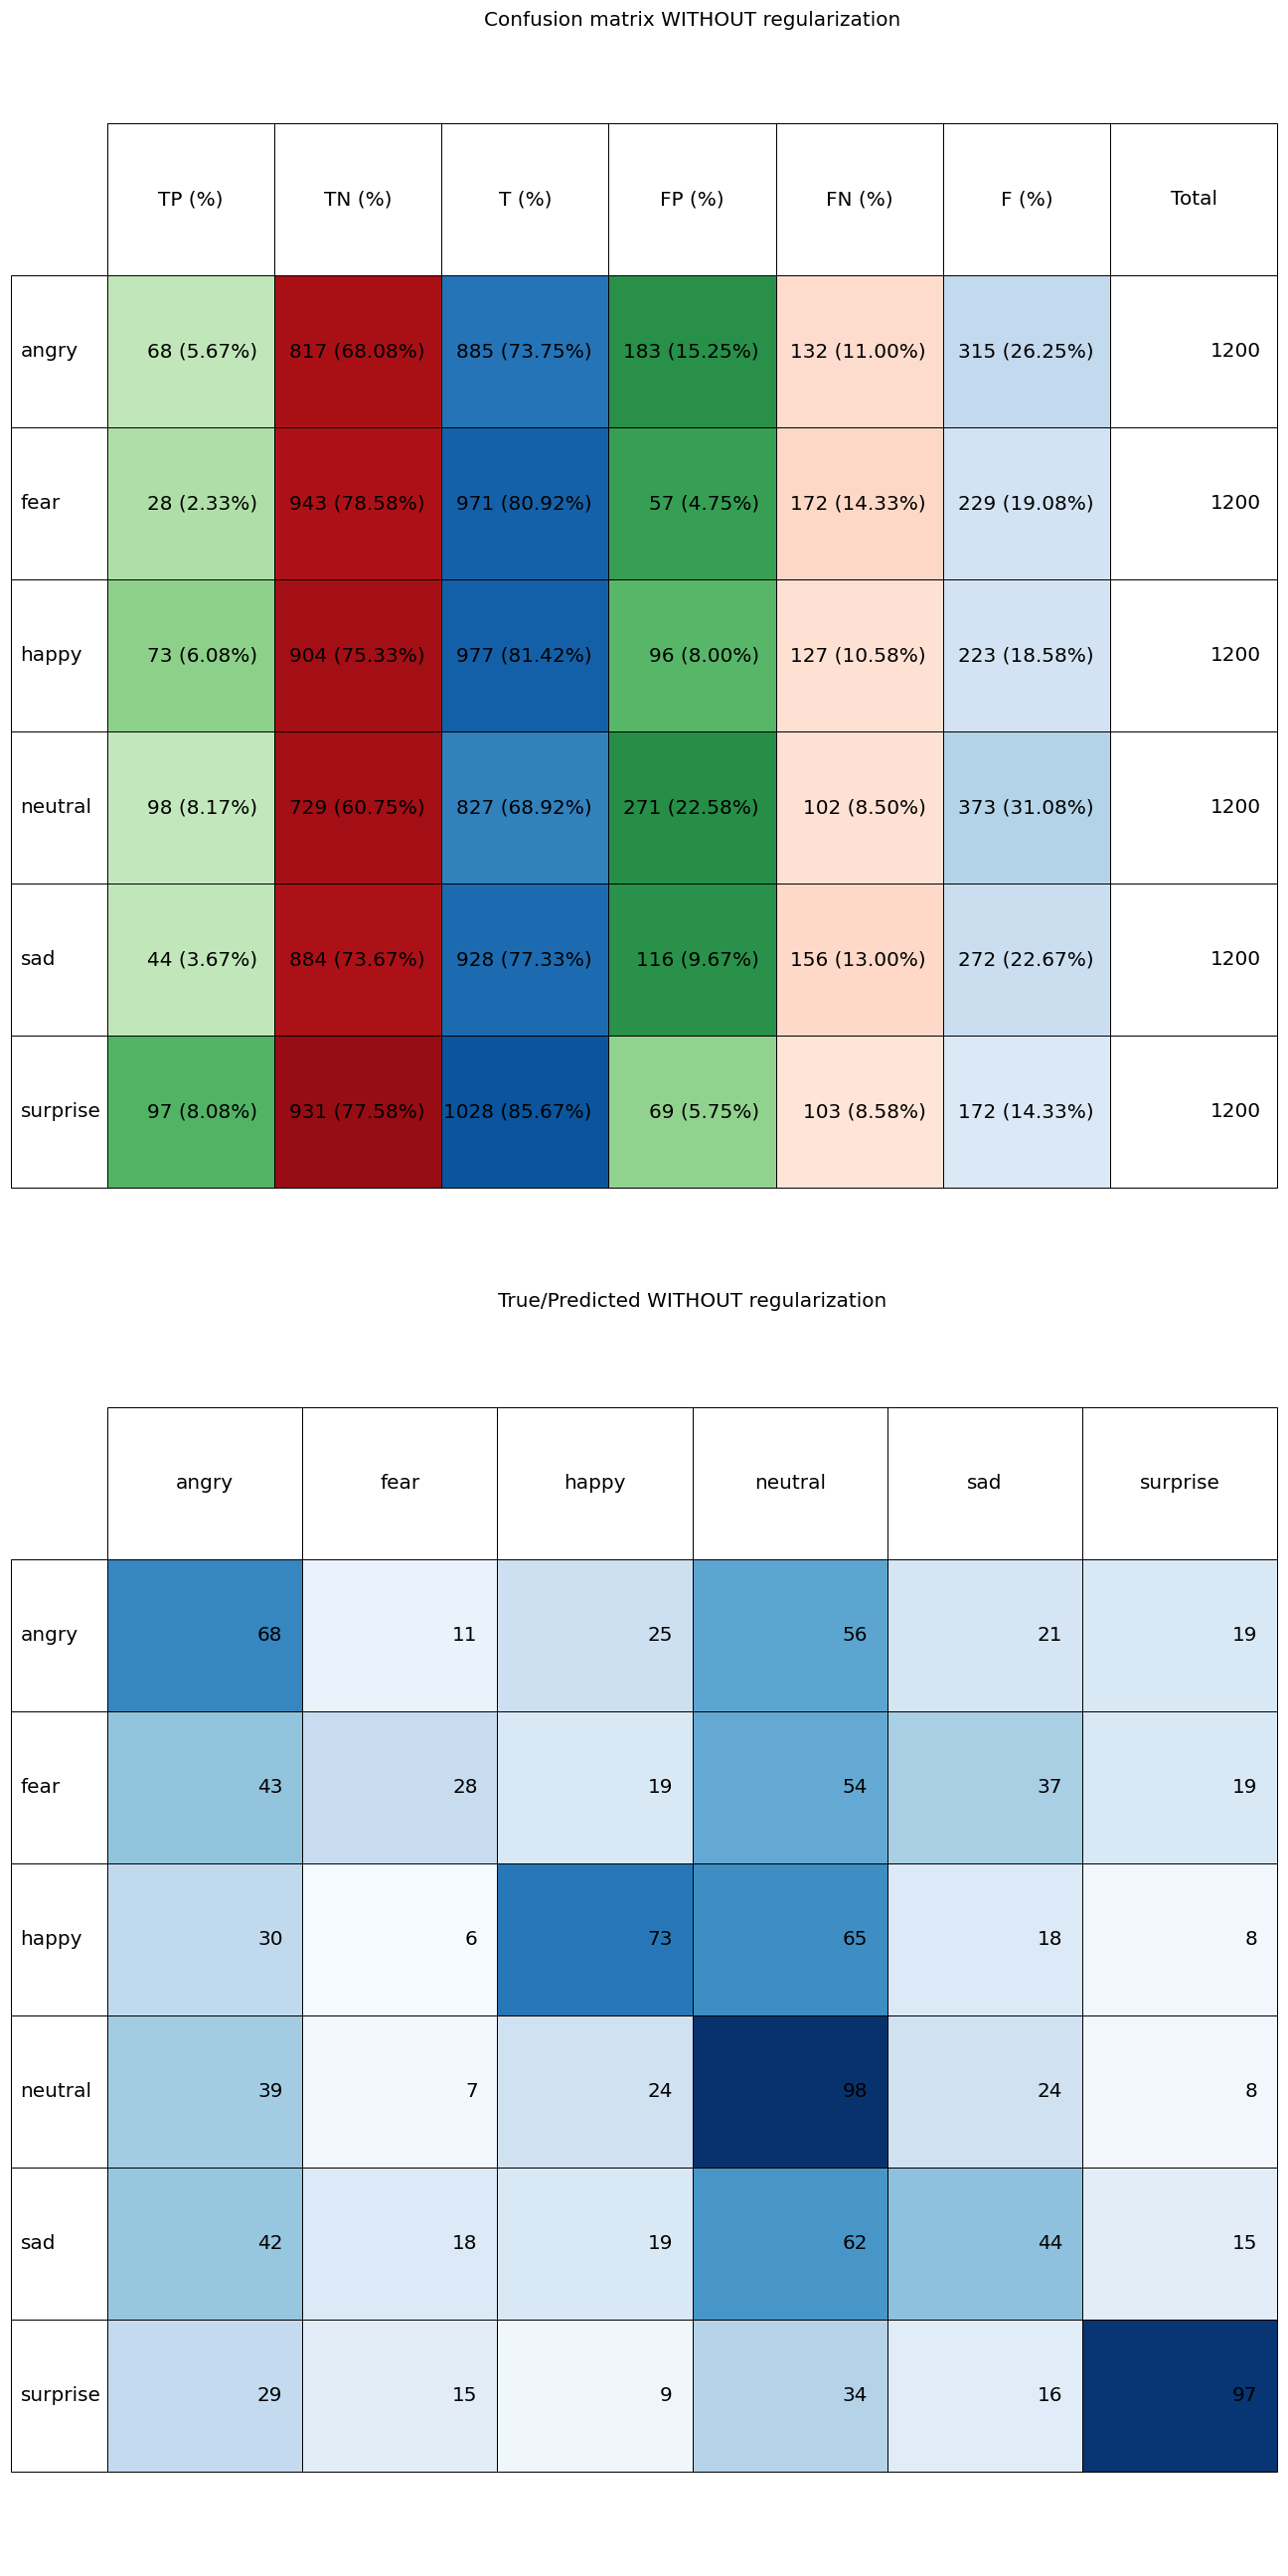 Confusion matrix WITHOUT regularization
TP (%) TN (%) T (%) FP (%) FN (%) F (%) Total
angry 68 (5.67%) 817 (68.08%) 885 (73.75%) 183 (15.25%) 132 (11.00%) 315 (26.25%) 1200
fear 28 (2.33%) 943 (78.58%) 971 (80.92%) 57 (4.75%) 172 (14.33%) 229 (19.08%) 1200
happy 73 (6.08%) 904 (75.33%) 977 (81.42%) 96 (8.00%) 127 (10.58%) 223 (18.58%) 1200
neutral 98 (8.17%) 729 (60.75%) 827 (68.92%) 271 (22.58%) 102 (8.50%) 373 (31.08%) 1200
sad 44 (3.67%) 884 (73.67%) 928 (77.33%) 116 (9.67%) 156 (13.00%) 272 (22.67%) 1200
surprise 97 (8.08%) 931 (77.58%) 1028 (85.67%) 69 (5.75%) 103 (8.58%) 172 (14.33%) 1200
True/Predicted WITHOUT regularization
angry fear happy neutral sad surprise
angry 68 11 25 56 21 19
fear 43 28 19 54 37 19
happy 30 6 73 65 18 8
neutral 39 7 24 98 24 8
sad 42 18 19 62 44 15
surprise 29 15 9 34 16 97